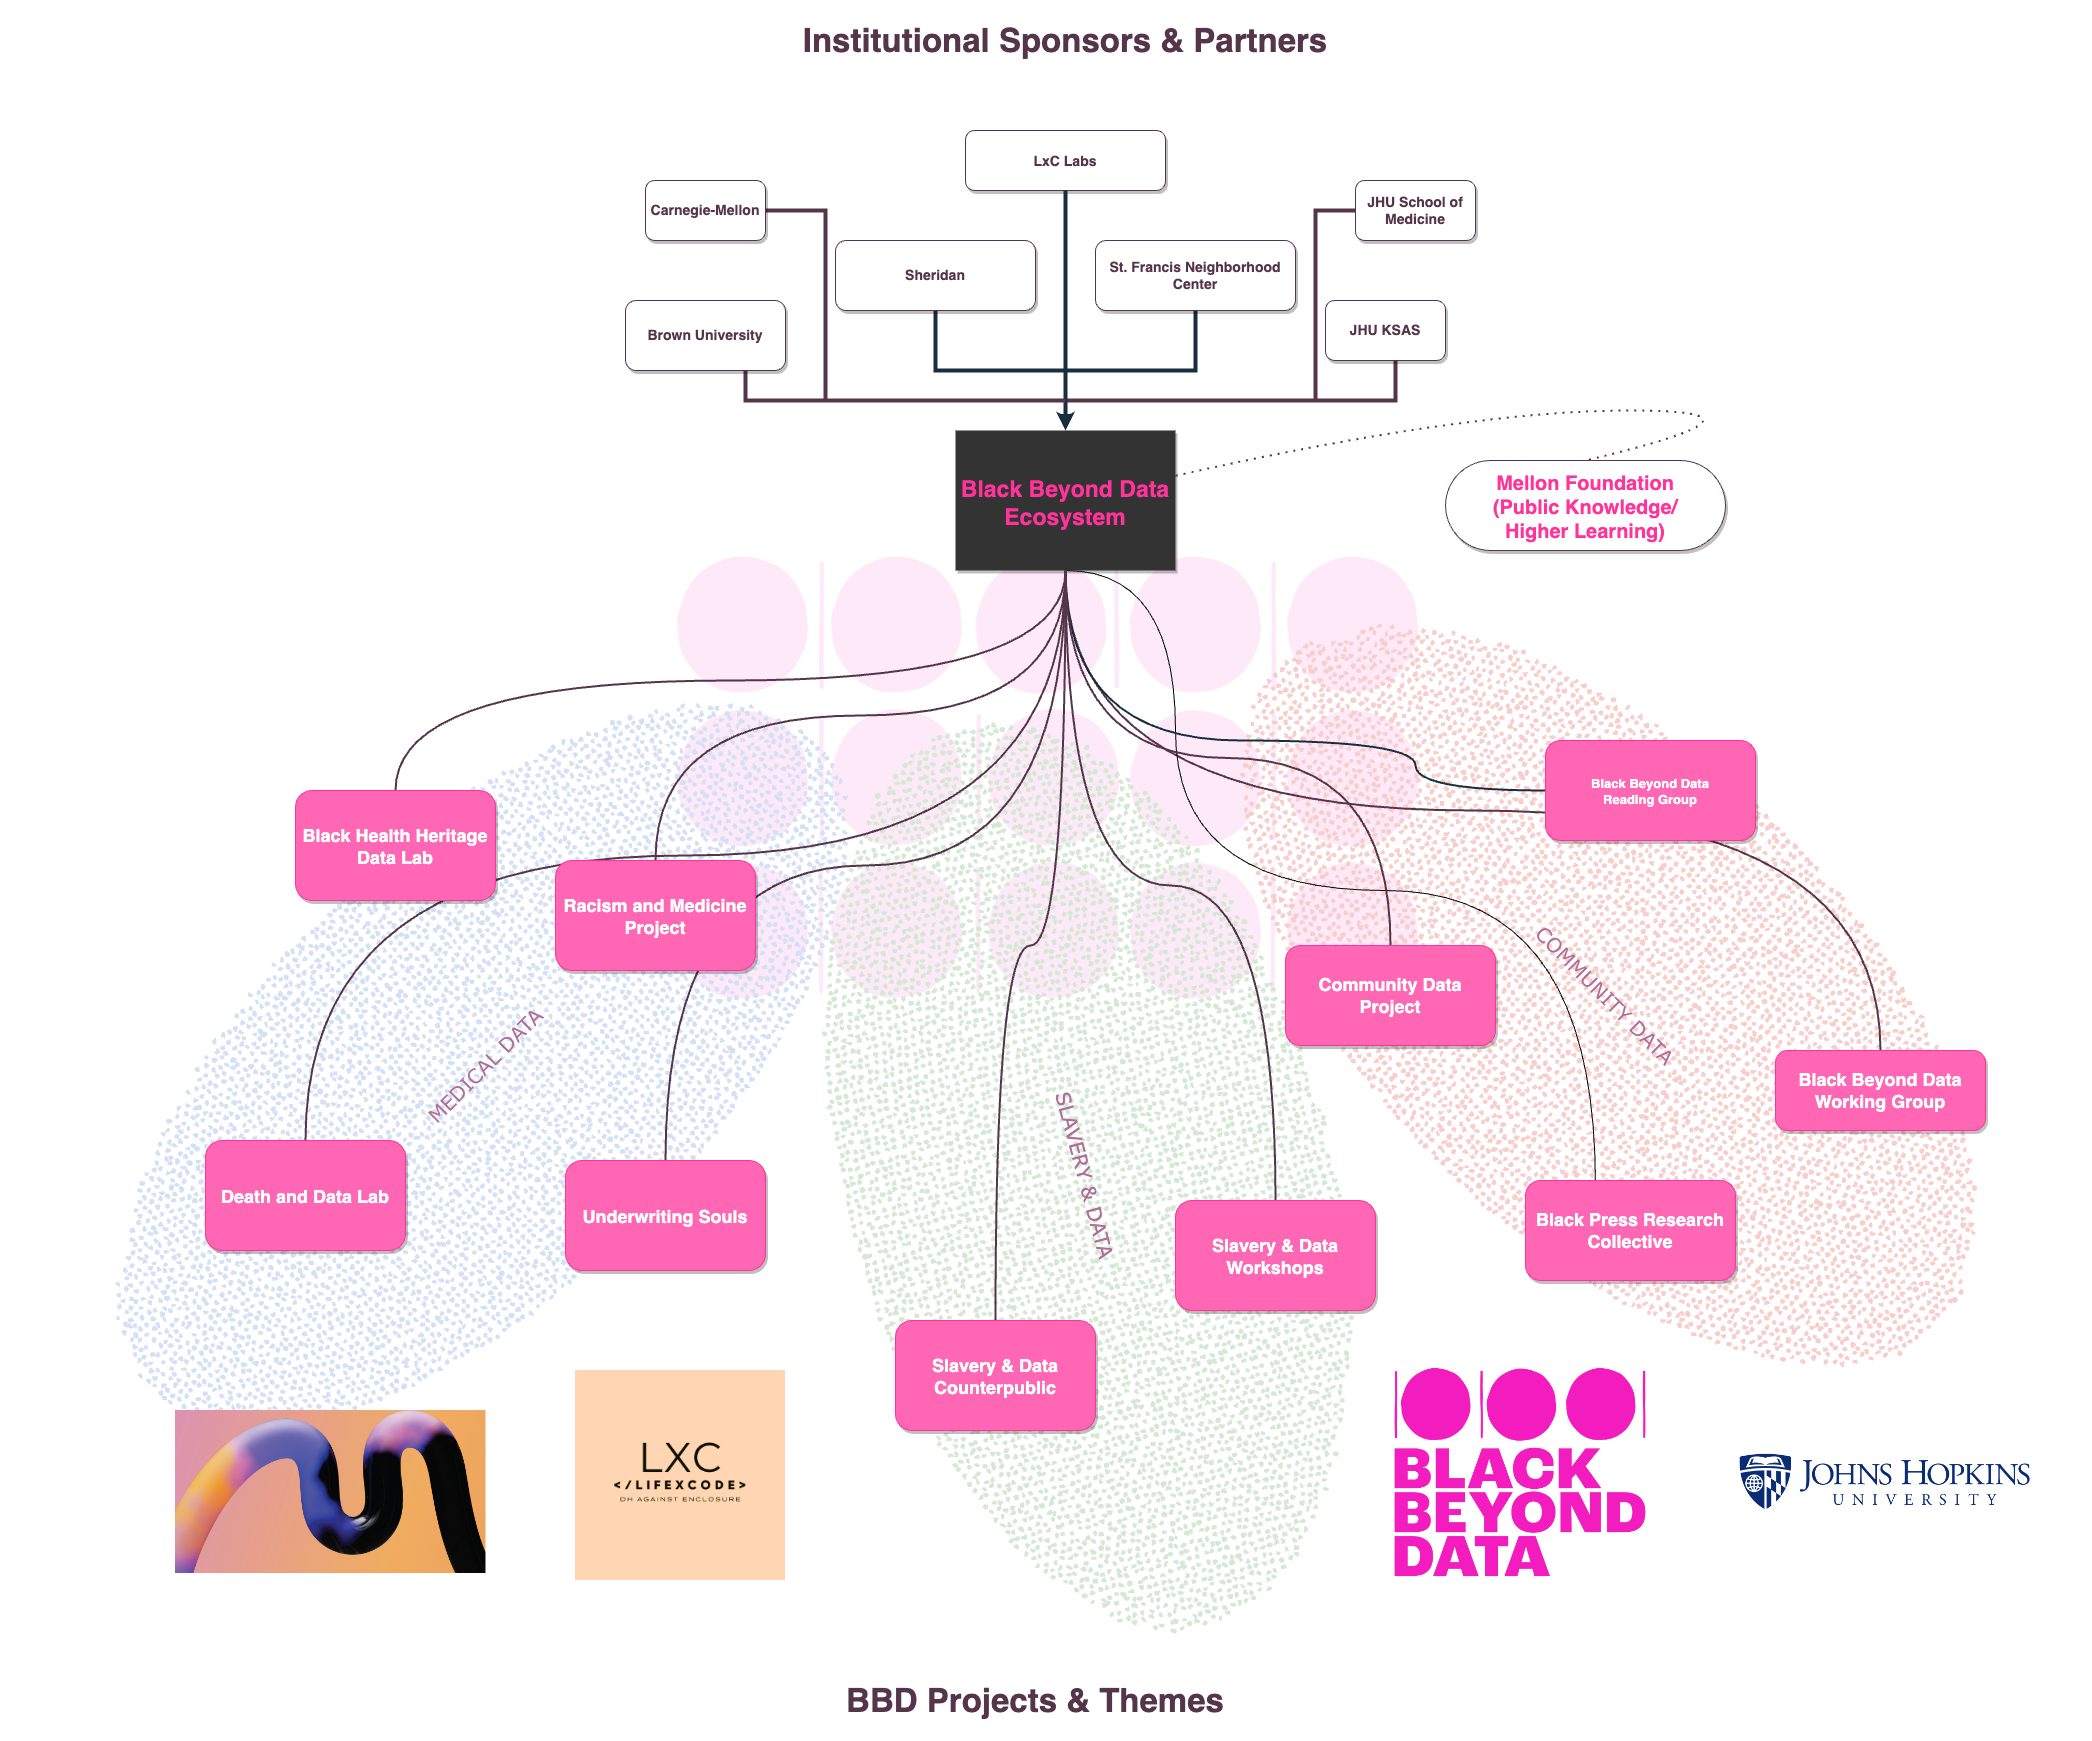 Institutional Sponsors & Partners
LxC Labs
Carnegie-Mellon
JHU School of
Medicine
Sheridan
St. Francis Neighborhood
Center
Brown University
JHU KSAS
Black Beyond Data
Ecosystem
Mellon Foundation
(Public Knowledge/
Higher Learning)
Black Beyond Data
Reading Group
Black Health Heritage
Data Lab
Racism and Medicine
Project
Community Data
Project
COMMUNITY DATA
MEDICAL DATA
Black Beyond Data
Working Group
SLAVERY & DATA
Death and Data Lab
Underwriting Souls
Slavery & Data
Workshops
Black Press Research
Collective
Slavery & Data
Counterpublic
LXC
</LIFEXCODE>
DH AGAINST ENCLOSURE
BLACK
BEYOND
DATA
JOHNS HOPKINS
UNIVERSITY
BBD Projects & Themes